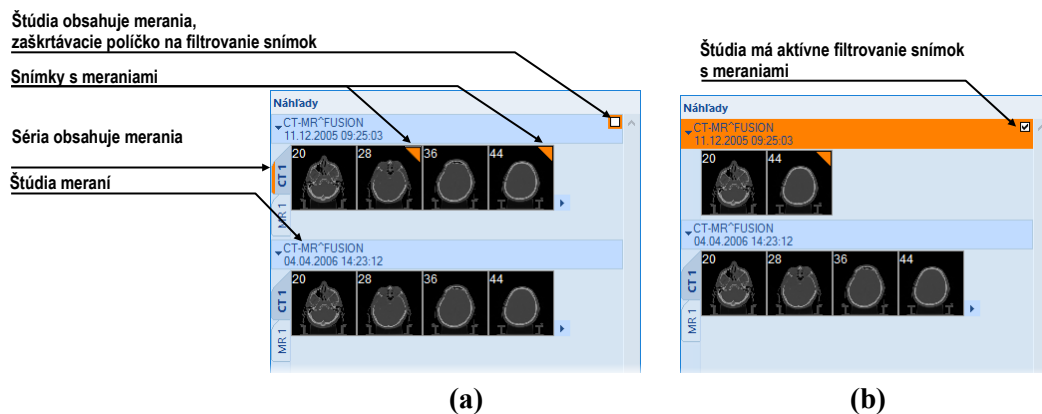 Štúdia obsahuje merania,
zaškrtávacie políčko na filtrovanie snímok
Snímky s meraniami
Séria obsahuje merania
Štúdia meraní
Náhľady
CT-MR^FUSION
11.12.2005 09:25:03
CT 1
MR 1
20
28
36
44
CT-MR^FUSION
04.04.2006 14:23:12
CT 1
MR 1
20
28
36
44
(a)
Štúdia má aktívne filtrovanie snímok
s meraniami
Náhľady
CT-MR^FUSION
11.12.2005 09:25:03
20
44
CT-MR^FUSION
04.04.2006 14:23:12
CT 1
MR 1
20
28
36
44
(b)